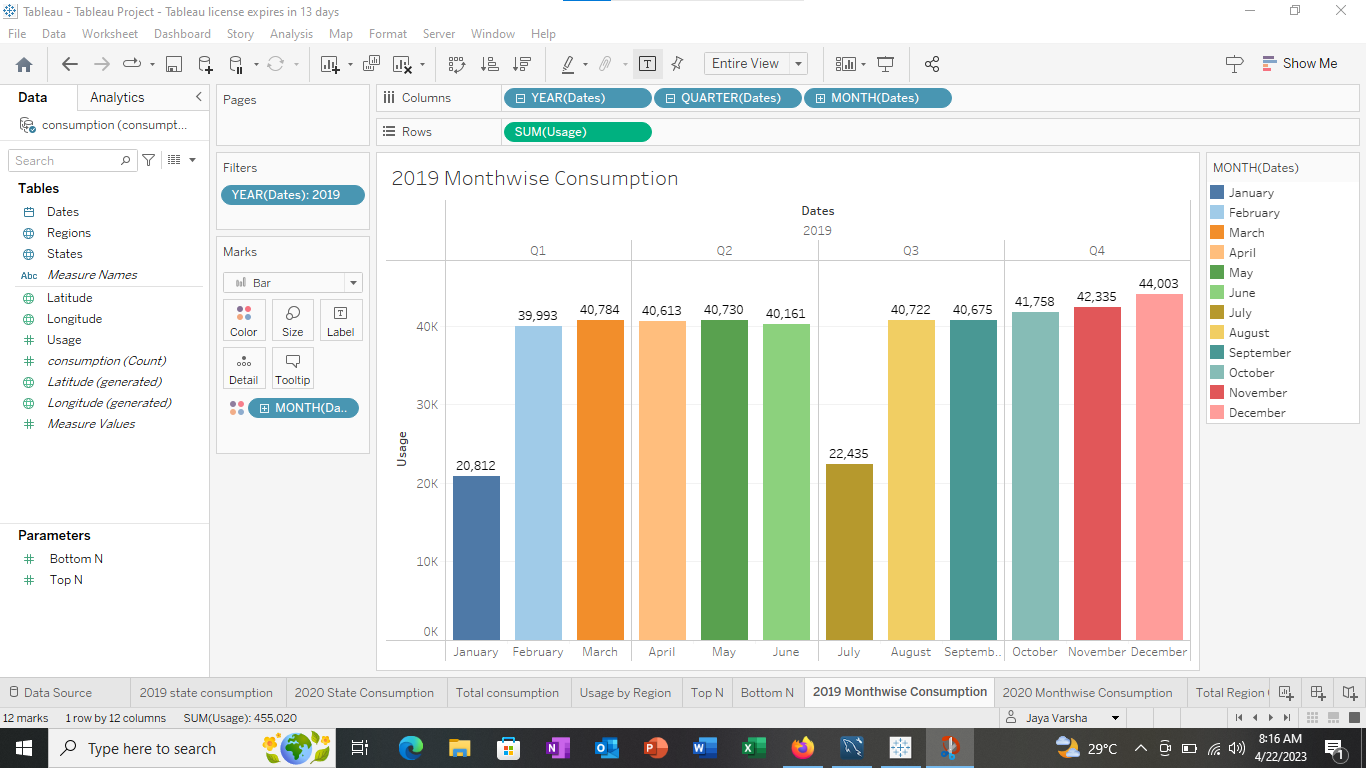 Tableau - Tableau Project - Tableau license expires in 13 days
File Data Worksheet Dashboard Story Analysis Map Format Server Window Help
Entire View
Show Me
Data Analytics
consumption (consumpt...
Search
Tables
Dates
Regions
States
Abc Measure Names
Latitude
Longitude
Usage
consumption (Count)
Latitude (generated)
Longitude (generated)
Measure Values
Parameters
Bottom N
Top N
Pages
Filters
YEAR(Dates): 2019
Marks
Bar
Color Size Label
Detail Tooltip
MONTH(Da..
Columns YEAR(Dates) QUARTER(Dates) MONTH(Dates)
Rows SUM(Usage)
2019 Monthwise Consumption
Dates
2019
Q1 Q2 Q3 Q4
20,812 39,993 40,784 40,613 40,730 40,161 22,435 40,722 40,675 41,758 42,335 44,003
40K
30K
20K
10K
0K
Usage
January February March April May June July August Septemb.. October November December
MONTH(Dates)
January
February
March
April
May
June
July
August
September
October
November
December
Data Source 2019 state consumption 2020 State Consumption Total consumption Usage by Region Top N Bottom N 2019 Monthwise Consumption 2020 Monthwise Consumption Total Region
12 marks 1 row by 12 columns SUM(Usage): 455,020 Jaya Varsha
Type here to search
29°C
8:16 AM
4/22/2023
1